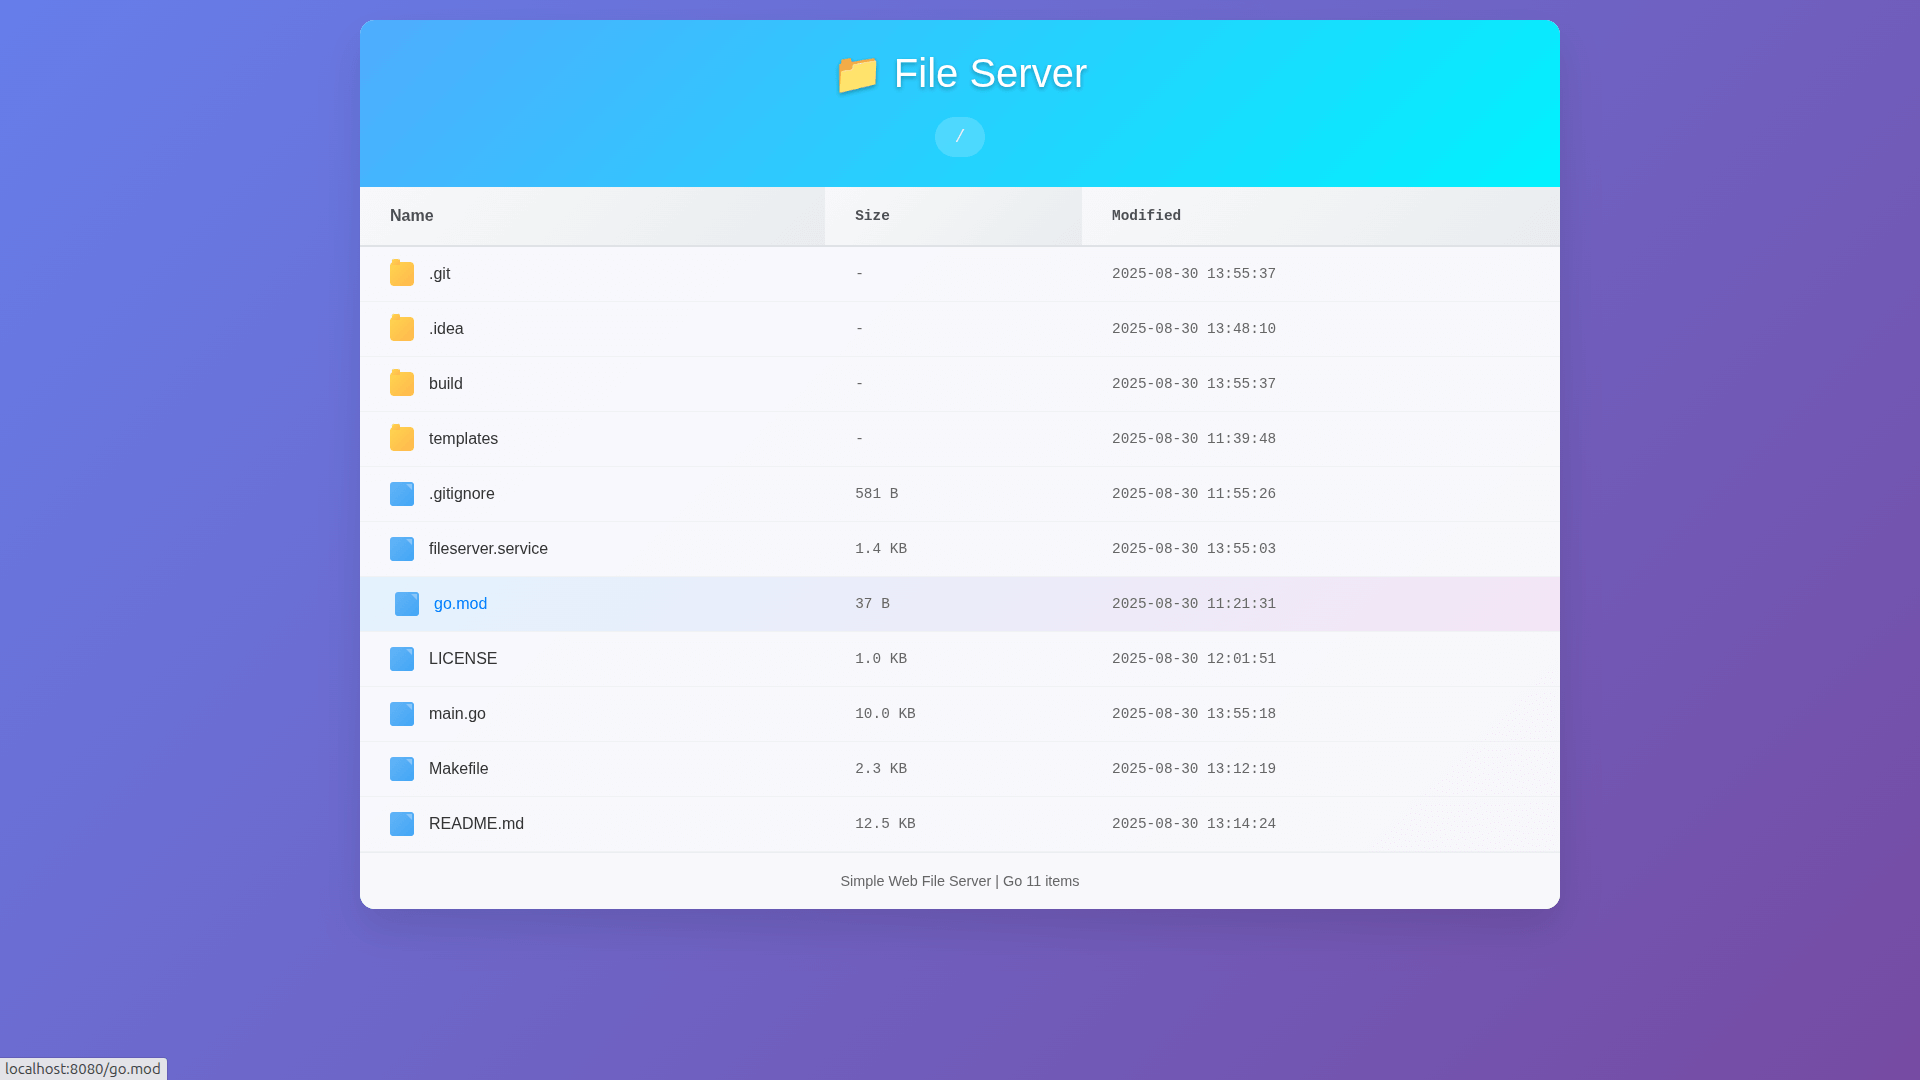 📁 File Server
/
Name Size Modified
.git - 2025-08-30 13:55:37
.idea - 2025-08-30 13:48:10
build - 2025-08-30 13:55:37
templates - 2025-08-30 11:39:48
.gitignore 581 B 2025-08-30 11:55:26
fileserver.service 1.4 KB 2025-08-30 13:55:03
go.mod 37 B 2025-08-30 11:21:31
LICENSE 1.0 KB 2025-08-30 12:01:51
main.go 10.0 KB 2025-08-30 13:55:18
Makefile 2.3 KB 2025-08-30 13:12:19
README.md 12.5 KB 2025-08-30 13:14:24
Simple Web File Server | Go 11 items
localhost:8080/go.mod